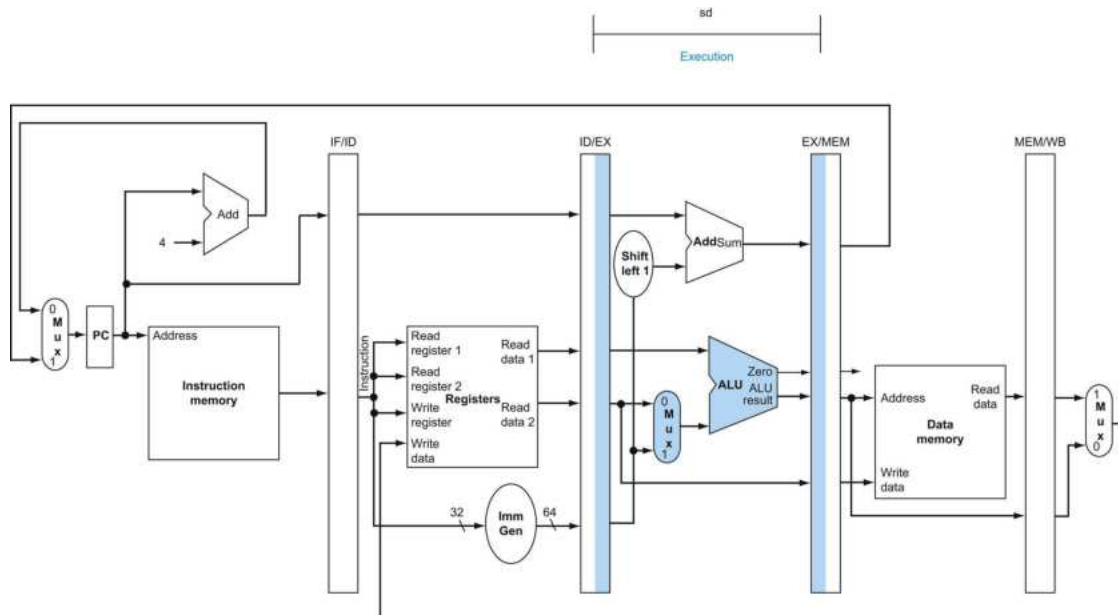 sd
Execution
IF/ID
ID/EX
EX/MEM
MEM/WB
Add
4
0
M
u
x
1
PC
Address
Instruction
memory
Instruction
Read
register 1
Read
register 2
Write
register
Write
data
Registers
Read
data 1
Read
data 2
32
Imm
Gen
64
Shift
left 1
Add Sum
0
M
u
x
1
ALU
Zero
ALU
result
Address
Write
data
Data
memory
Read
data
1
M
u
x
0